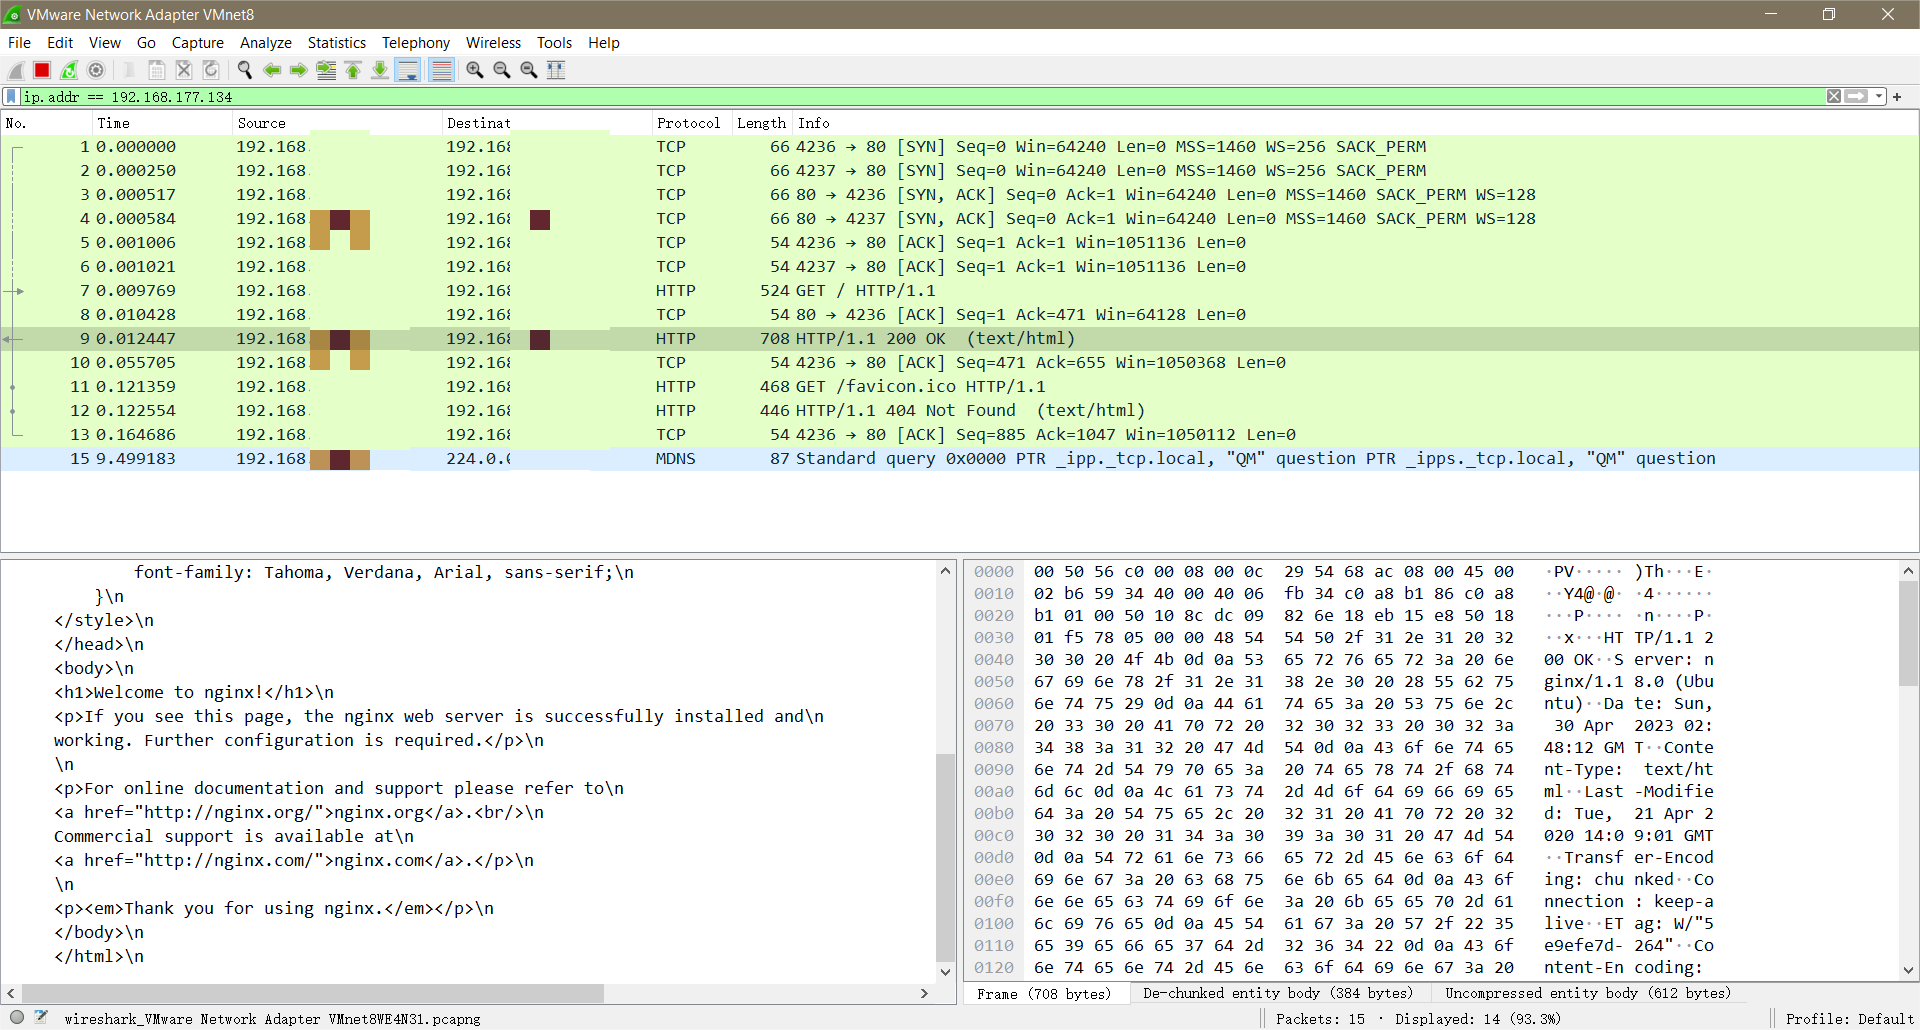 VMware Network Adapter VMnet8
File Edit View Go Capture Analyze Statistics Telephony Wireless Tools Help
ip.addr == 192.168.177.134
No. Time Source Destinat Protocol Length Info
1 0.000000 192.168. 192.168 TCP 66 4236 → 80 [SYN] Seq=0 Win=64240 Len=0 MSS=1460 WS=256 SACK_PERM
2 0.000250 192.168. 192.168 TCP 66 4237 → 80 [SYN] Seq=0 Win=64240 Len=0 MSS=1460 WS=256 SACK_PERM
3 0.000517 192.168. 192.168 TCP 66 80 → 4236 [SYN, ACK] Seq=0 Ack=1 Win=64240 Len=0 MSS=1460 SACK_PERM WS=128
4 0.000584 192.168. 192.168 TCP 66 80 → 4237 [SYN, ACK] Seq=0 Ack=1 Win=64240 Len=0 MSS=1460 SACK_PERM WS=128
5 0.001006 192.168. 192.168 TCP 54 4236 → 80 [ACK] Seq=1 Ack=1 Win=1051136 Len=0
6 0.001021 192.168. 192.168 TCP 54 4237 → 80 [ACK] Seq=1 Ack=1 Win=1051136 Len=0
7 0.009769 192.168. 192.168 HTTP 524 GET / HTTP/1.1
8 0.010428 192.168. 192.168 TCP 54 80 → 4236 [ACK] Seq=1 Ack=471 Win=64128 Len=0
9 0.012447 192.168. 192.168 HTTP 708 HTTP/1.1 200 OK (text/html)
10 0.055705 192.168. 192.168 TCP 54 4236 → 80 [ACK] Seq=471 Ack=655 Win=1050368 Len=0
11 0.121359 192.168. 192.168 HTTP 468 GET /favicon.ico HTTP/1.1
12 0.122554 192.168. 192.168 HTTP 446 HTTP/1.1 404 Not Found (text/html)
13 0.164686 192.168. 192.168 TCP 54 4236 → 80 [ACK] Seq=885 Ack=1047 Win=1050112 Len=0
15 9.499183 192.168. 224.0.0 MDNS 87 Standard query 0x0000 PTR _ipp._tcp.local, "QM" question PTR _ipps._tcp.local, "QM" question
font-family: Tahoma, Verdana, Arial, sans-serif;\n
}\n
</style>\n
</head>\n
<body>\n
<h1>Welcome to nginx!</h1>\n
<p>If you see this page, the nginx web server is successfully installed and\n
working. Further configuration is required.</p>\n
\n
<p>For online documentation and support please refer to\n
<a href="http://nginx.org/">nginx.org</a>.<br/>\n
Commercial support is available at\n
<a href="http://nginx.com/">nginx.com</a>.</p>\n
\n
<p><em>Thank you for using nginx.</em></p>\n
</body>\n
</html>\n
0000 00 50 56 c0 00 08 00 0c 29 54 68 ac 08 00 45 00 ·PV····· )Th···E·
0010 02 b6 59 34 40 00 40 06 fb 34 c0 a8 b1 86 c0 a8 ··Y4@·@· ·4······
0020 b1 01 00 50 10 8c dc 09 82 6e 18 eb 15 e8 50 18 ···P···· ·n····P·
0030 01 f5 78 05 00 00 48 54 54 50 2f 31 2e 31 20 32 ··x···HT TP/1.1 2
0040 30 30 20 4f 4b 0d 0a 53 65 72 76 65 72 3a 20 6e 00 OK··S erver: n
0050 67 69 6e 78 2f 31 2e 31 38 2e 30 20 28 55 62 75 ginx/1.1 8.0 (Ubu
0060 6e 74 75 29 0d 0a 44 61 74 65 3a 20 53 75 6e 2c ntu)··Da te: Sun,
0070 20 33 30 20 41 70 72 20 32 30 32 33 20 30 32 3a 30 Apr 2023 02:
0080 34 38 3a 31 32 20 47 4d 54 0d 0a 43 6f 6e 74 65 48:12 GM T··Conte
0090 6e 74 2d 54 79 70 65 3a 20 74 65 78 74 2f 68 74 nt-Type: text/ht
00a0 6d 6c 0d 0a 4c 61 73 74 2d 4d 6f 64 69 66 69 65 ml··Last -Modifie
00b0 64 3a 20 54 75 65 2c 20 32 31 20 41 70 72 20 32 d: Tue, 21 Apr 2
00c0 30 32 30 20 31 34 3a 30 39 3a 30 31 20 47 4d 54 020 14:0 9:01 GMT
00d0 0d 0a 54 72 61 6e 73 66 65 72 2d 45 6e 63 6f 64 ··Transf er-Encod
00e0 69 6e 67 3a 20 63 68 75 6e 6b 65 64 0d 0a 43 6f ing: chu nked··Co
00f0 6e 6e 65 63 74 69 6f 6e 3a 20 6b 65 65 70 2d 61 nnection : keep-a
0100 6c 69 76 65 0d 0a 45 54 61 67 3a 20 57 2f 22 35 live··ET ag: W/"5
0110 65 39 65 66 65 37 64 2d 32 36 34 22 0d 0a 43 6f e9efe7d- 264"··Co
0120 6e 74 65 6e 74 2d 45 6e 63 6f 64 69 6e 67 3a 20 ntent-En coding:
Frame (708 bytes) De-chunked entity body (384 bytes) Uncompressed entity body (612 bytes)
wireshark_VMware Network Adapter VMnet8WE4N31.pcapng Packets: 15 · Displayed: 14 (93.3%) Profile: Default